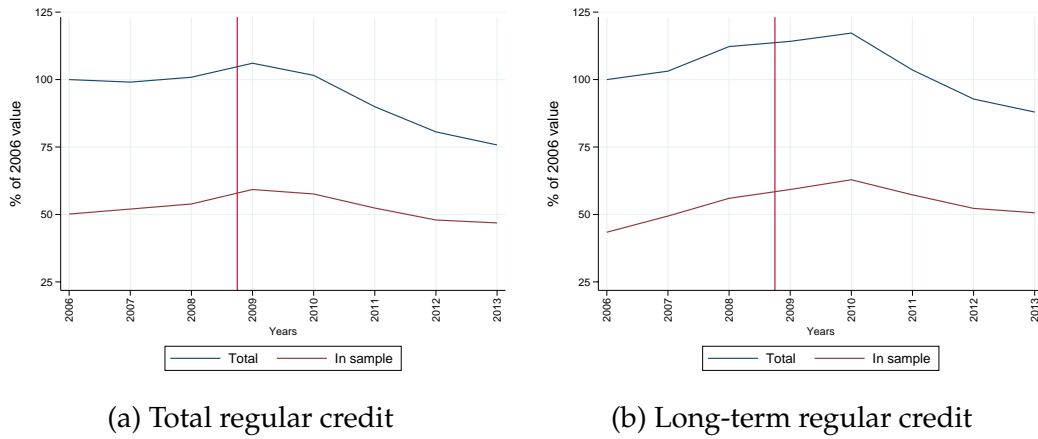 % of 2006 value
125
100
75
50
25
2006
2007
2008
2009
2010
2011
2012
2013
Years
Total
In sample
(a) Total regular credit
% of 2006 value
125
100
75
50
25
2006
2007
2008
2009
2010
2011
2012
2013
Years
Total
In sample
(b) Long-term regular credit